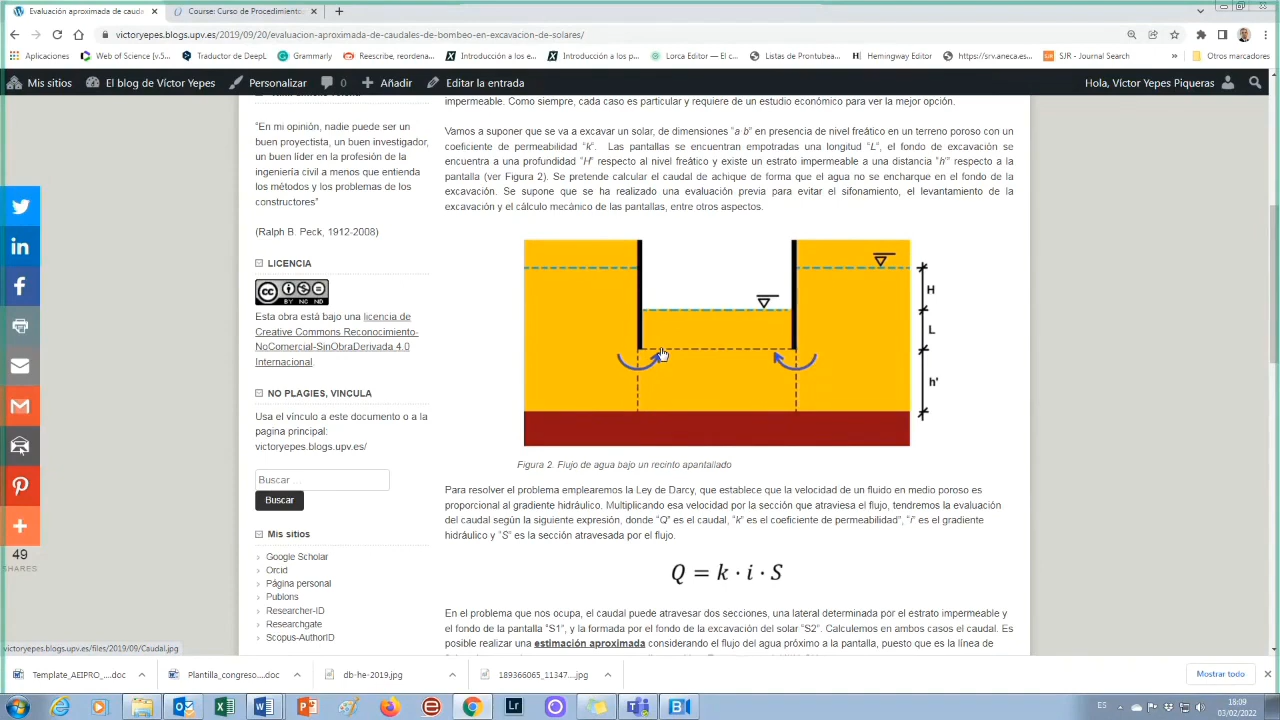 Evaluación aproximada de cauda
Course: Curso de Procedimiento
victoryepes.blogs.upv.es/2019/09/20/evaluacion-aproximada-de-caudales-de-bombeo-en-excavacion-de-solares/
Aplicaciones
Web of Science [v.5...
Traductor de DeepL
Grammarly
Reescribe, reordena...
Introducción a los e...
Introducción a los p...
Lorca Editor — El c...
Listas de Prontubea...
Hemingway Editor
https://srv.aneca.es...
SJR - Journal Search
»
Otros marcadores
Mis sitios
El blog de Víctor Yepes
Personalizar
0
Añadir
Editar la entrada
Hola, Víctor Yepes Piqueras
impermeable. Como siempre, cada caso es particular y requiere de un estudio económico para ver la mejor opción.
"En mi opinión, nadie puede ser un
buen proyectista, un buen investigador,
un buen líder en la profesión de la
ingeniería civil a menos que entienda
los métodos y los problemas de los
constructores"
(Ralph B. Peck, 1912-2008)
LICENCIA
BY NC ND
Esta obra está bajo una licencia de
Creative Commons Reconocimiento-
NoComercial-SinObraDerivada 4.0
Internacional.
NO PLAGIES, VINCULA
Usa el vínculo a este documento o a la
pagina principal:
victoryepes.blogs.upv.es/
Buscar …
Buscar
Mis sitios
Google Scholar
Orcid
Página personal
Publons
Researcher-ID
Researchgate
Scopus-AuthorID
Vamos a suponer que se va a excavar un solar, de dimensiones "a b" en presencia de nivel freático en un terreno poroso con un
coeficiente de permeabilidad "k". Las pantallas se encuentran empotradas una longitud "L", el fondo de excavación se
encuentra a una profundidad "H" respecto al nivel freático y existe un estrato impermeable a una distancia "h'" respecto a la
pantalla (ver Figura 2). Se pretende calcular el caudal de achique de forma que el agua no se encharque en el fondo de la
excavación. Se supone que se ha realizado una evaluación previa para evitar el sifonamiento, el levantamiento de la
excavación y el cálculo mecánico de las pantallas, entre otros aspectos.
H
L
h'
Figura 2. Flujo de agua bajo un recinto apantallado
Para resolver el problema emplearemos la Ley de Darcy, que establece que la velocidad de un fluido en medio poroso es
proporcional al gradiente hidráulico. Multiplicando esa velocidad por la sección que atraviesa el flujo, tendremos la evaluación
del caudal según la siguiente expresión, donde "Q" es el caudal, "k" es el coeficiente de permeabilidad", "i" es el gradiente
hidráulico y "S" es la sección atravesada por el flujo.
Q = k · i · S
En el problema que nos ocupa, el caudal puede atravesar dos secciones, una lateral determinada por el estrato impermeable y
el fondo de la pantalla "S1", y la formada por el fondo de la excavación del solar "S2". Calculemos en ambos casos el caudal. Es
posible realizar una estimación aproximada considerando el flujo del agua próximo a la pantalla, puesto que es la línea de
49
SHARES
victoryepes.blogs.upv.es/files/2019/09/Caudal.jpg
Template_AEIPRO_....doc
Plantilla_congreso....doc
db-he-2019.jpg
189366065_11347....jpg
Mostrar todo
ES
18:09
03/02/2022